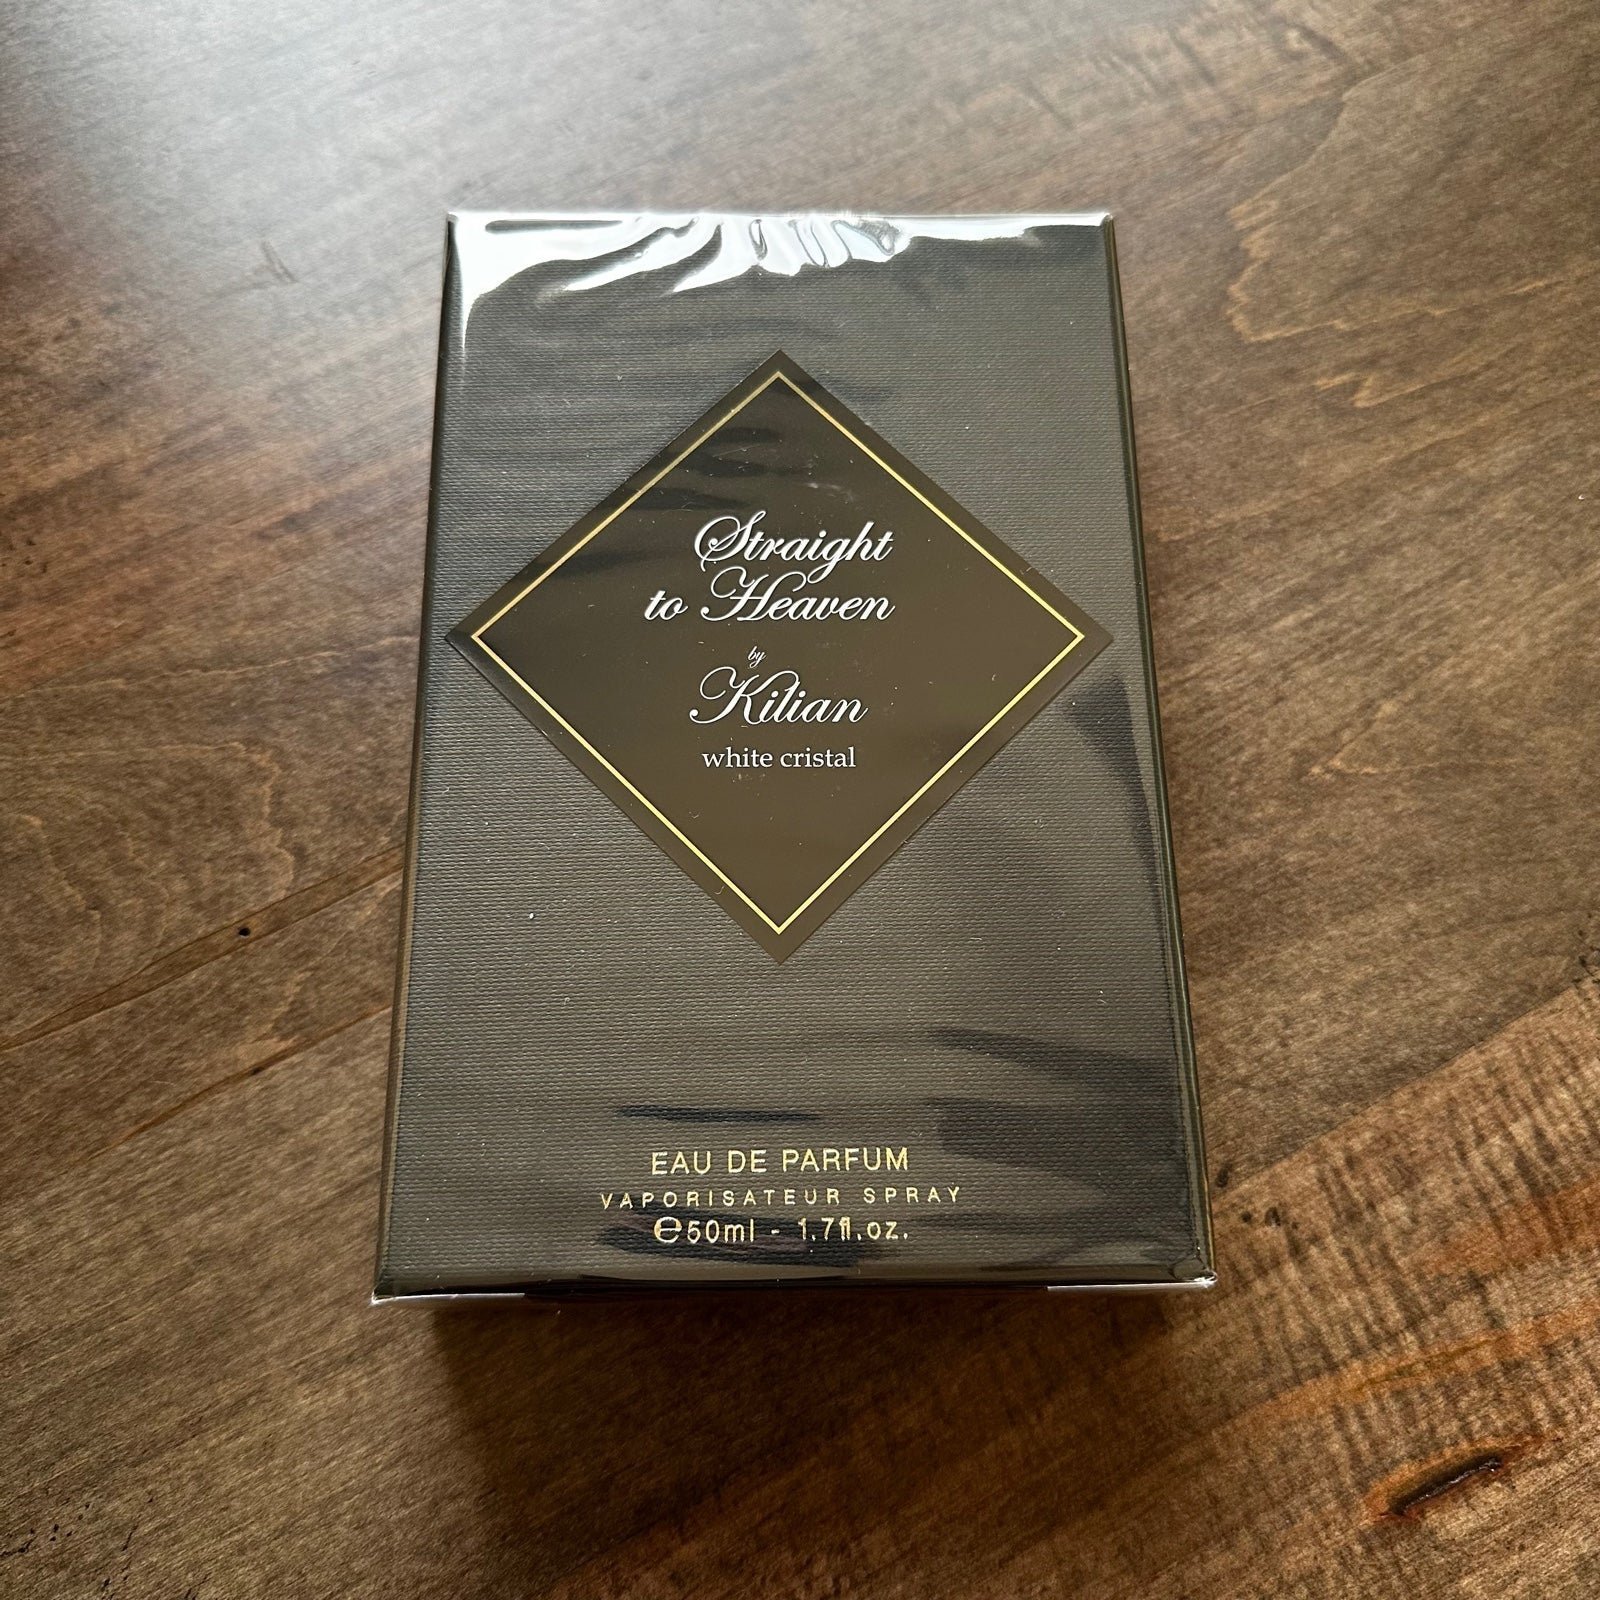 Straight
to Heaven
by
Kilian
white cristal
EAU DE PARFUM
VAPORISATEUR SPRAY
℮50ml - 1.7fl.oz.